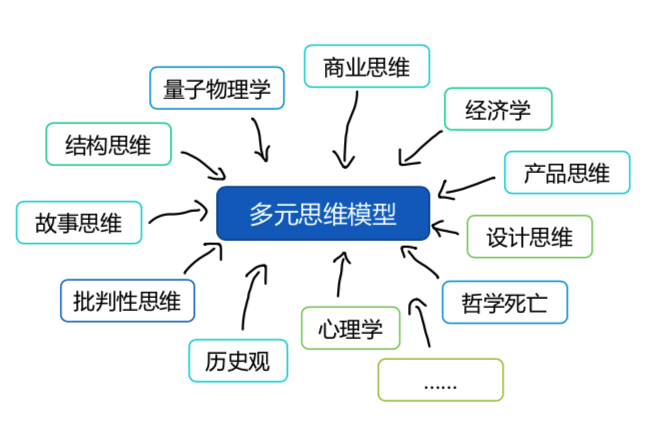 商业思维
量子物理学
经济学
结构思维
产品思维
故事思维
多元思维模型
设计思维
批判性思维
哲学死亡
心理学
历史观
……